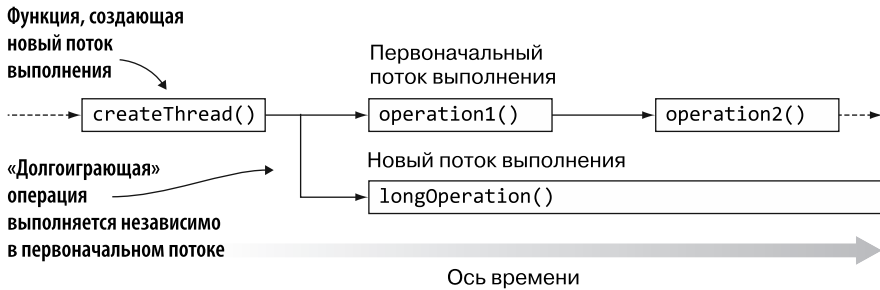 Функция, создающая
новый поток
выполнения
Первоначальный
поток выполнения
createThread()
operation1()
operation2()
«Долгоиграющая»
операция
выполняется независимо
в первоначальном потоке
Новый поток выполнения
longOperation()
Ось времени